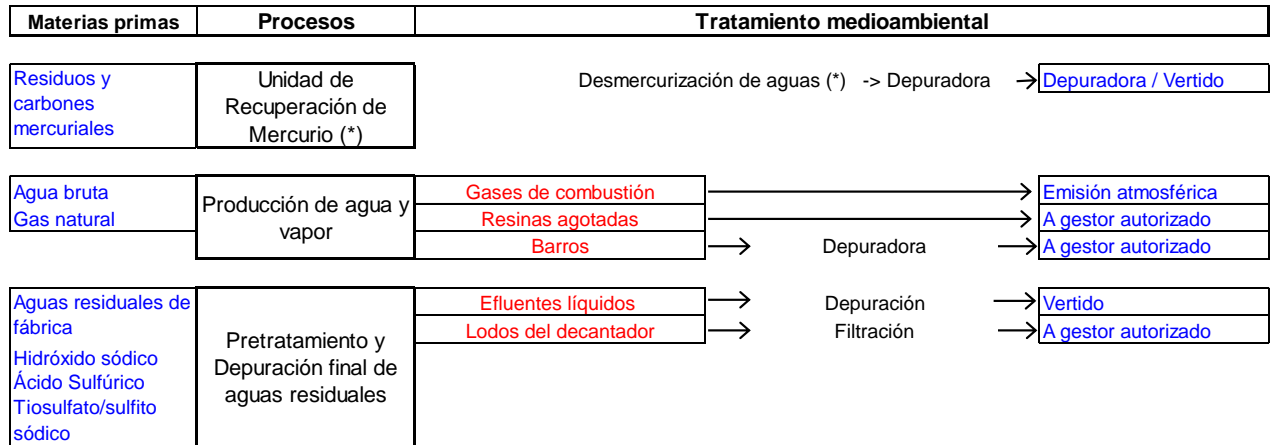 Materias primas Procesos Tratamiento medioambiental
Residuos y
carbones
mercuriales
Unidad de
Recuperación de
Mercurio (*)
Desmercurización de aguas (*) -> Depuradora
Depuradora / Vertido
Agua bruta
Gas natural
Producción de agua y
vapor
Gases de combustión
Emisión atmosférica
Resinas agotadas
A gestor autorizado
Barros
Depuradora
A gestor autorizado
Aguas residuales de
fábrica
Hidróxido sódico
Ácido Sulfúrico
Tiosulfato/sulfito
sódico
Pretratamiento y
Depuración final de
aguas residuales
Efluentes líquidos
Depuración
Vertido
Lodos del decantador
Filtración
A gestor autorizado